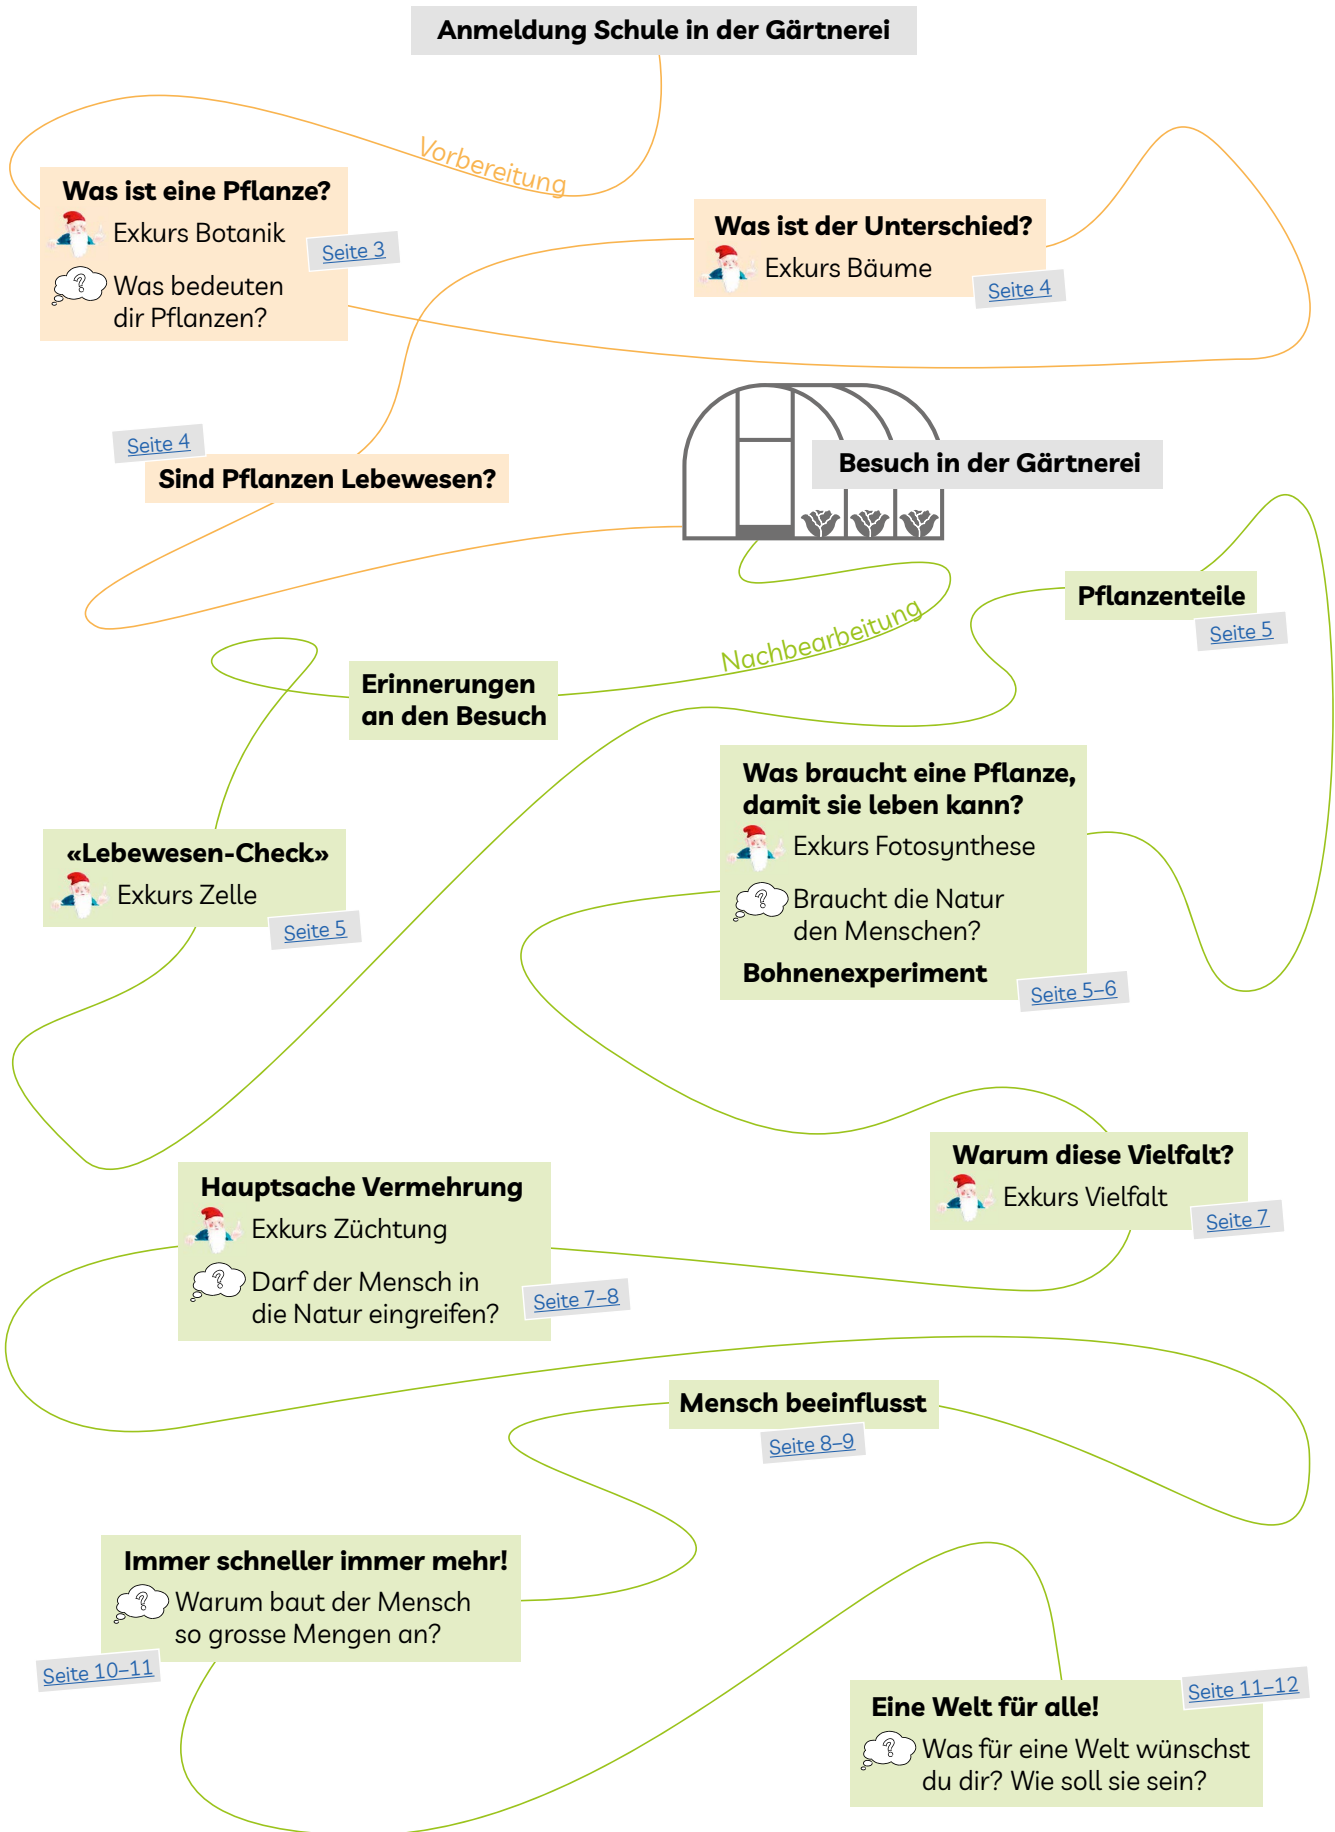 Anmeldung Schule in der Gärtnerei
Vorbereitung
Was ist eine Pflanze?
Exkurs Botanik
Seite 3
?
Was bedeuten
dir Pflanzen?
Was ist der Unterschied?
Exkurs Bäume
Seite 4
Seite 4
Sind Pflanzen Lebewesen?
Besuch in der Gärtnerei
Nachbearbeitung
Erinnerungen
an den Besuch
«Lebewesen-Check»
Exkurs Zelle
Seite 5
Pflanzenteile
Seite 5
Was braucht eine Pflanze,
damit sie leben kann?
Exkurs Fotosynthese
?
Braucht die Natur
den Menschen?
Bohnenexperiment
Seite 5–6
Warum diese Vielfalt?
Exkurs Vielfalt
Seite 7
Hauptsache Vermehrung
Exkurs Züchtung
?
Darf der Mensch in
die Natur eingreifen?
Seite 7–8
Mensch beeinflusst
Seite 8–9
Immer schneller immer mehr!
?
Warum baut der Mensch
so grosse Mengen an?
Seite 10–11
Seite 11–12
Eine Welt für alle!
?
Was für eine Welt wünschst
du dir? Wie soll sie sein?